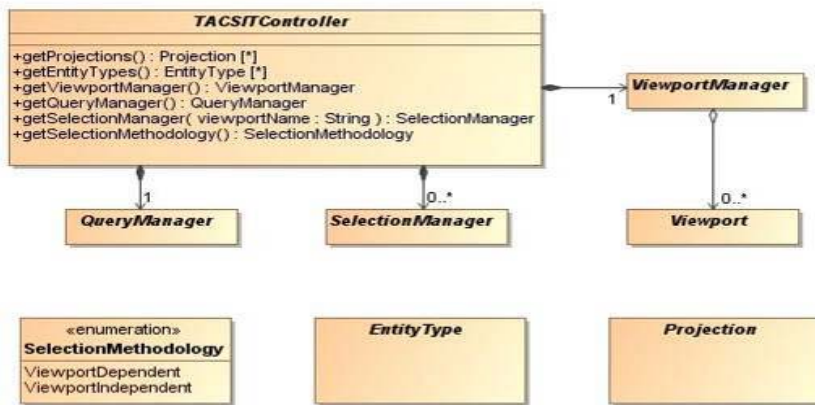 TACSITController
+getProjections() : Projection [*]
+getEntityTypes() : EntityType [*]
+getViewportManager() : ViewportManager
+getQueryManager() : QueryManager
+getSelectionManager( viewportName : String ) : SelectionManager
+getSelectionMethodology() : SelectionMethodology
1
ViewportManager
1
0..*
0..*
QueryManager
SelectionManager
Viewport
«enumeration»
SelectionMethodology
ViewportDependent
ViewportIndependent
EntityType
Projection